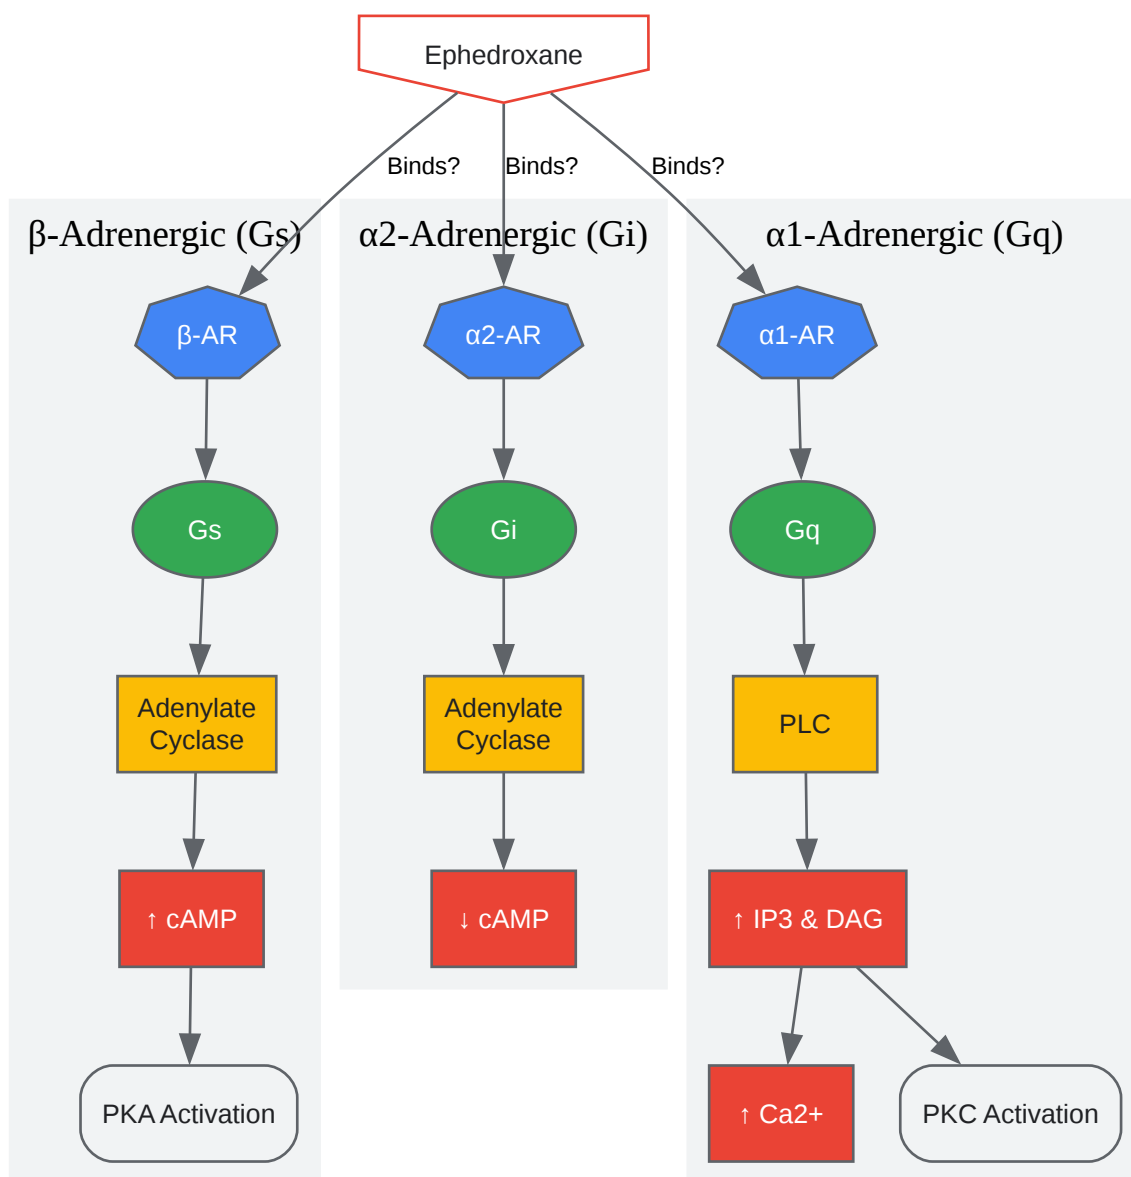 Ephedroxane
Binds?
Binds?
Binds?
β-Adrenergic (Gs)
α2-Adrenergic (Gi)
α1-Adrenergic (Gq)
β-AR
α2-AR
α1-AR
Gs
Gi
Gq
Adenylate
Cyclase
Adenylate
Cyclase
PLC
↑ cAMP
↓ cAMP
↑ IP3 & DAG
PKA Activation
↑ Ca2+
PKC Activation